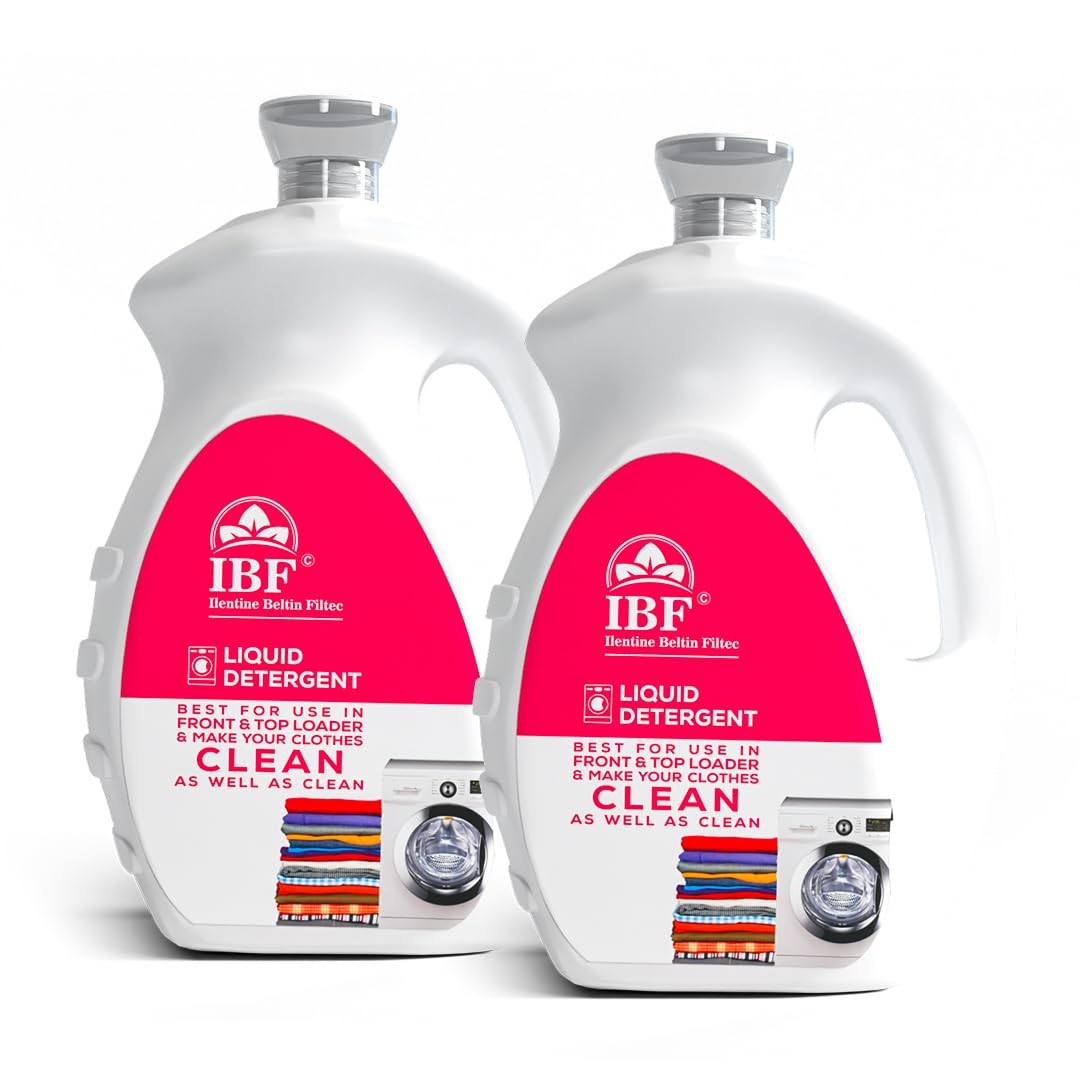 IBF ©
Ilentine Beltin Filtec
LIQUID
DETERGENT
BEST FOR USE IN
FRONT & TOP LOADER
& MAKE YOUR CLOTHES
CLEAN
AS WELL AS CLEAN
IBF ©
Ilentine Beltin Filtec
LIQUID
DETERGENT
BEST FOR USE IN
FRONT & TOP LOADER
& MAKE YOUR CLOTHES
CLEAN
AS WELL AS CLEAN